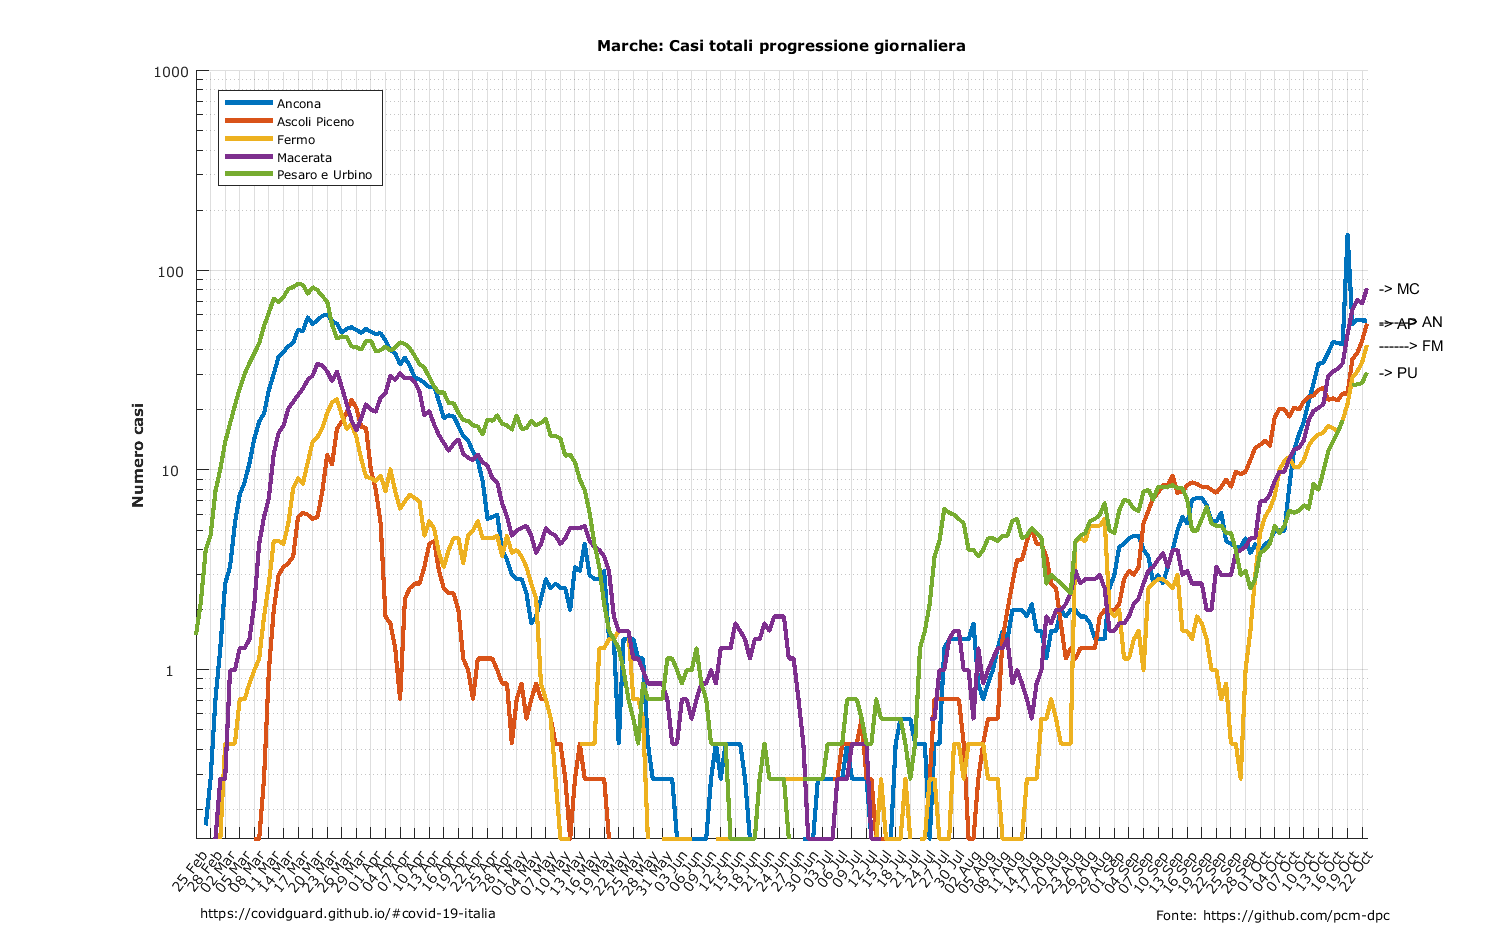 Marche: Casi totali progressione giornaliera
1000
100
10
1
Numero casi
Ancona
Ascoli Piceno
Fermo
Macerata
Pesaro e Urbino
-> MC
-> AP
----> AN
------> FM
-> PU
25 Feb
28 Feb
02 Mar
05 Mar
08 Mar
11 Mar
14 Mar
17 Mar
20 Mar
23 Mar
26 Mar
29 Mar
01 Apr
04 Apr
07 Apr
10 Apr
13 Apr
16 Apr
19 Apr
22 Apr
25 Apr
28 Apr
01 May
04 May
07 May
10 May
13 May
16 May
19 May
22 May
25 May
28 May
31 May
03 Jun
06 Jun
09 Jun
12 Jun
15 Jun
18 Jun
21 Jun
24 Jun
27 Jun
30 Jun
03 Jul
06 Jul
09 Jul
12 Jul
15 Jul
18 Jul
21 Jul
24 Jul
27 Jul
30 Jul
02 Aug
05 Aug
08 Aug
11 Aug
14 Aug
17 Aug
20 Aug
23 Aug
26 Aug
29 Aug
01 Sep
04 Sep
07 Sep
10 Sep
13 Sep
16 Sep
19 Sep
22 Sep
25 Sep
28 Sep
01 Oct
04 Oct
07 Oct
10 Oct
13 Oct
16 Oct
19 Oct
22 Oct
https://covidguard.github.io/#covid-19-italia
Fonte: https://github.com/pcm-dpc